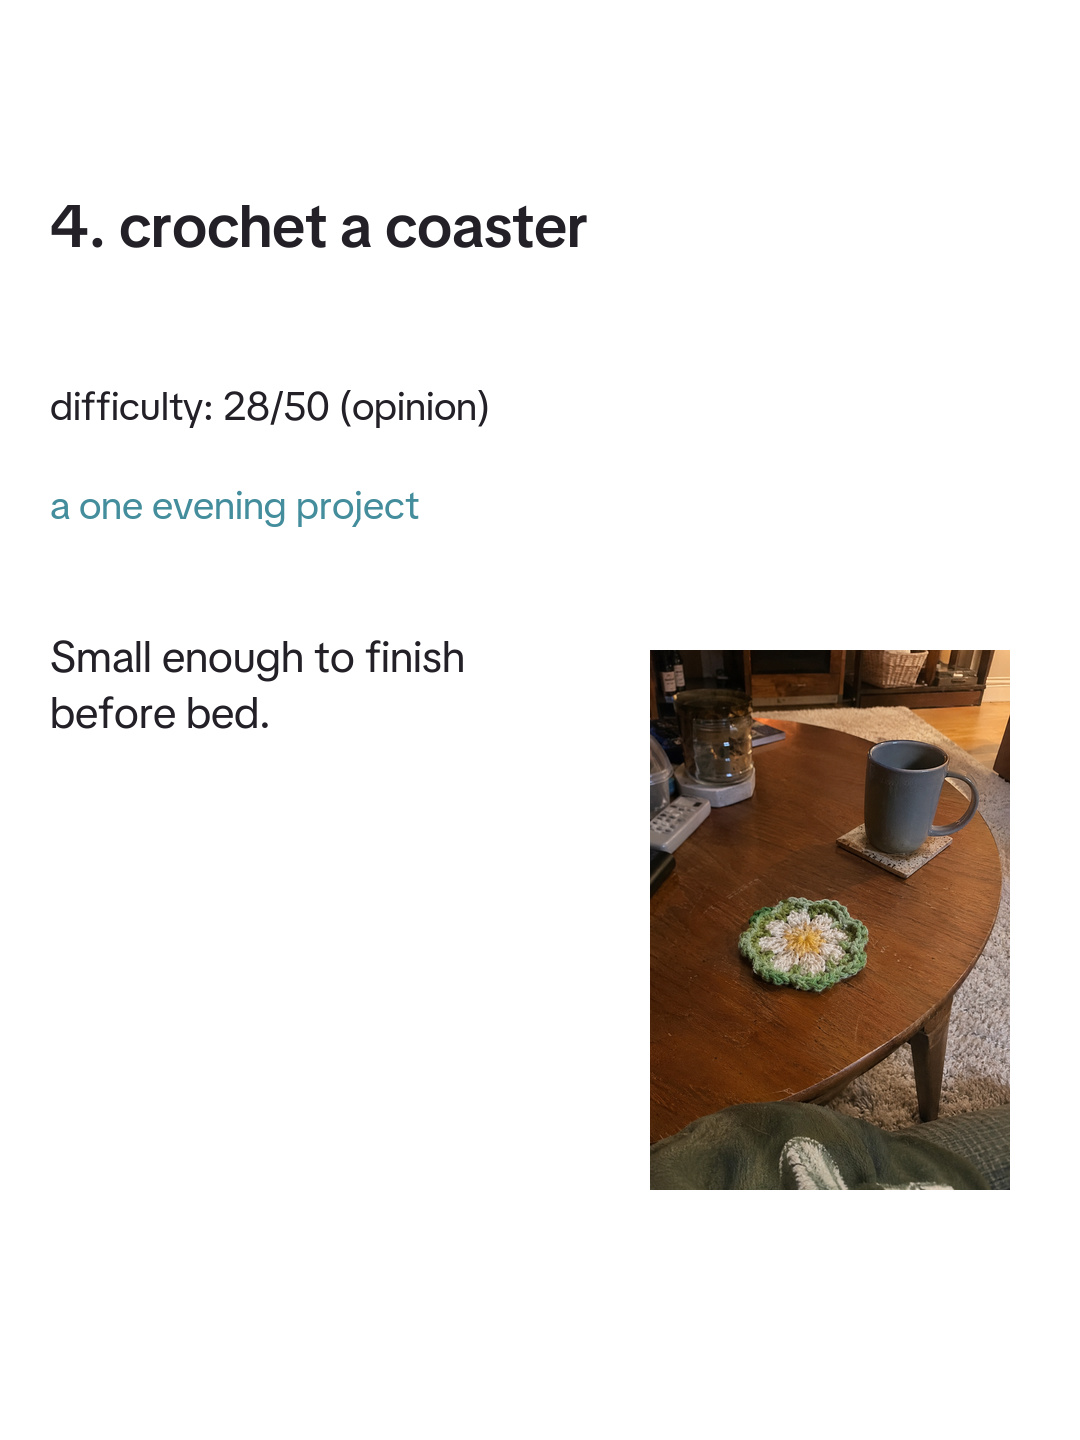 4. crochet a coaster
difficulty: 28/50 (opinion)
a one evening project
Small enough to finish
before bed.